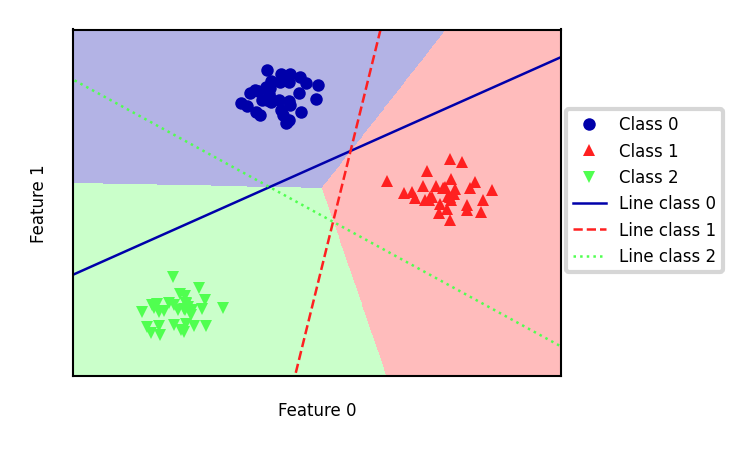 Feature 1
Feature 0
Class 0
Class 1
Class 2
Line class 0
Line class 1
Line class 2